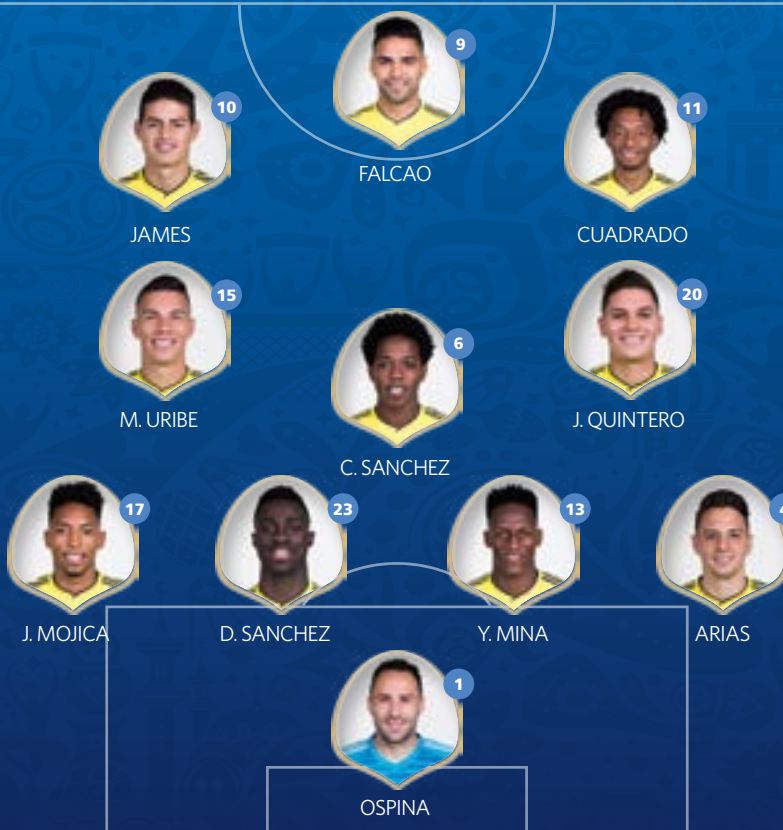 9
FALCAO
10
JAMES
11
CUADRADO
15
M. URIBE
20
J. QUINTERO
6
C. SANCHEZ
17
J. MOJICA
23
D. SANCHEZ
13
Y. MINA
4
ARIAS
1
OSPINA